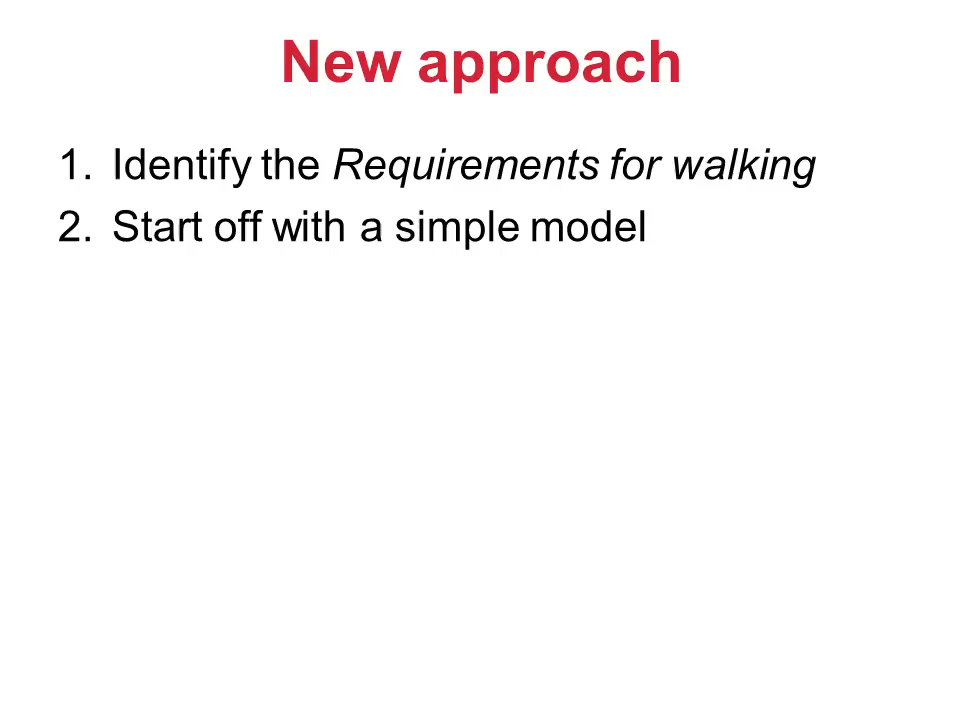 New approach
1. Identify the Requirements for walking
2. Start off with a simple model